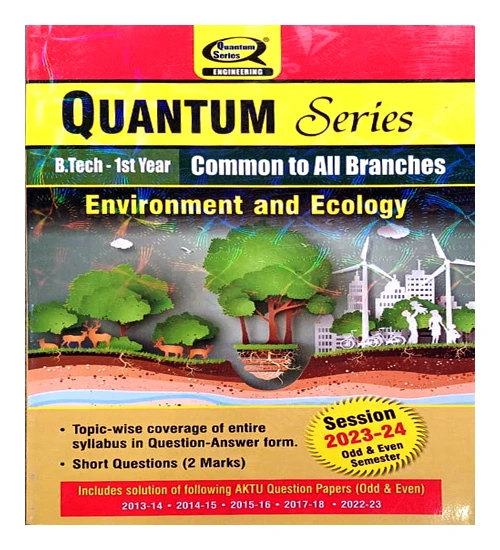 Quantum
Series
ENGINEERING
QUANTUM Series
B.Tech - 1st Year Common to All Branches
Environment and Ecology
• Topic-wise coverage of entire
syllabus in Question-Answer form.
• Short Questions (2 Marks)
Session
2023-24
Odd & Even
Semester
Includes solution of following AKTU Question Papers (Odd & Even)
2013-14 • 2014-15 • 2015-16 • 2017-18 • 2022-23